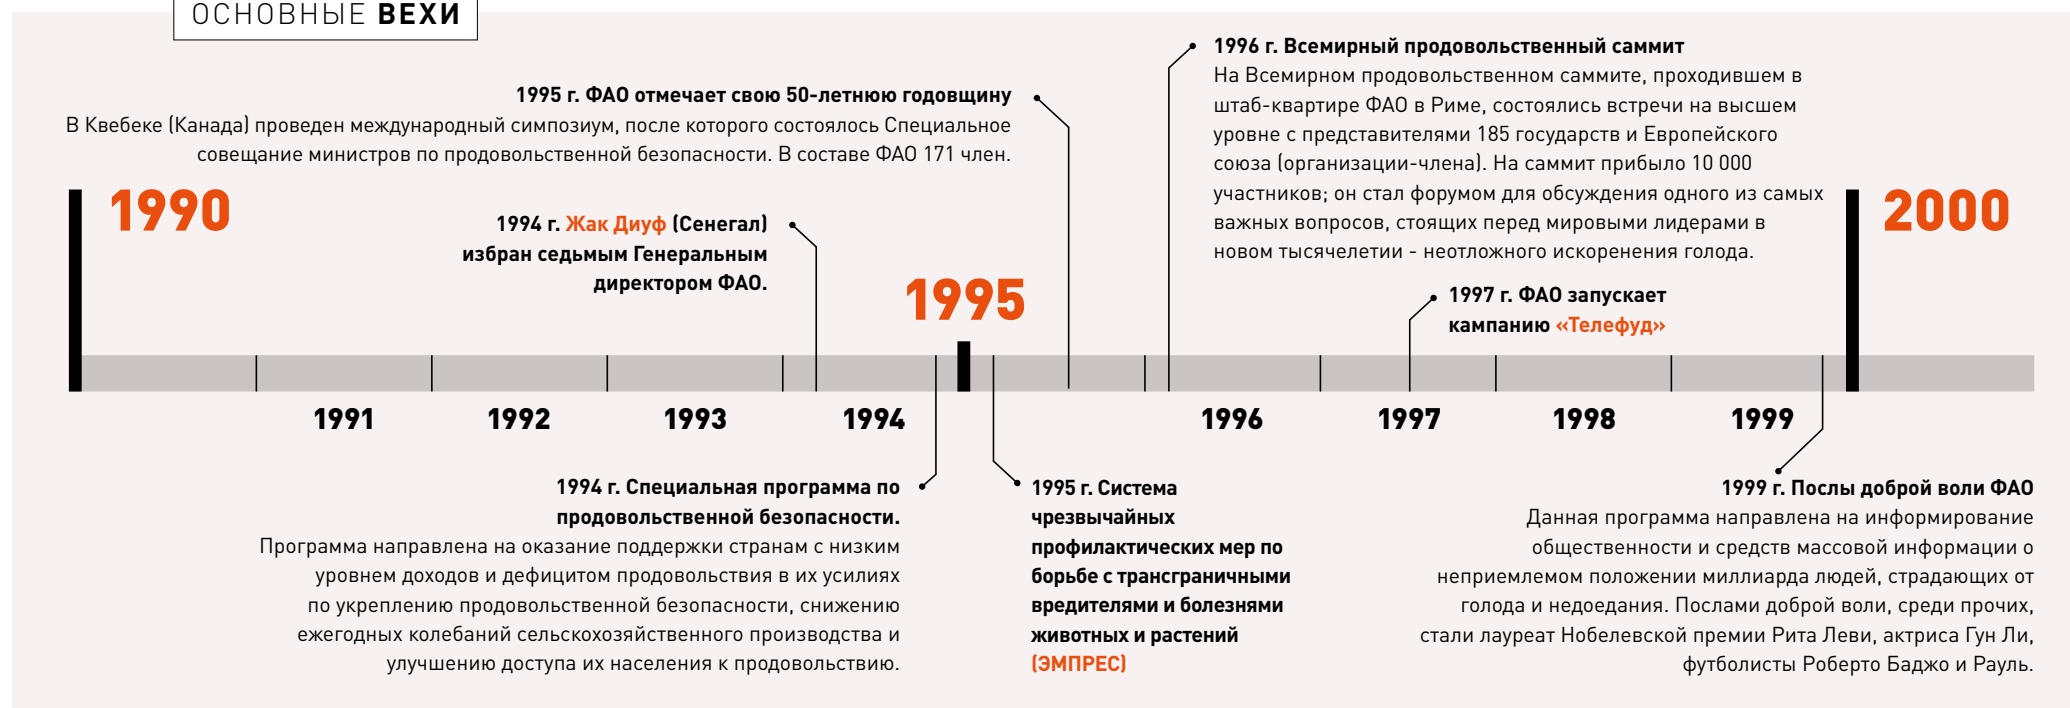 ОСНОВНЫЕ ВЕХИ
1995 г. ФАО отмечает свою 50-летнюю годовщину
В Квебеке (Канада) проведен международный симпозиум, после которого состоялось Специальное
совещание министров по продовольственной безопасности. В составе ФАО 171 член.
1996 г. Всемирный продовольственный саммит
На Всемирном продовольственном саммите, проходившем в
штаб-квартире ФАО в Риме, состоялись встречи на высшем
уровне с представителями 185 государств и Европейского
союза (организации-члена). На саммит прибыло 10 000
участников; он стал форумом для обсуждения одного из самых
важных вопросов, стоящих перед мировыми лидерами в
новом тысячелетии - неотложного искоренения голода.
1990
1994 г. Жак Диуф (Сенегал)
избран седьмым Генеральным
директором ФАО.
1995
1997 г. ФАО запускает
кампанию «Телефуд»
2000
1991
1992
1993
1994
1996
1997
1998
1999
1994 г. Специальная программа по
продовольственной безопасности.
Программа направлена на оказание поддержки странам с низким
уровнем доходов и дефицитом продовольствия в их усилиях
по укреплению продовольственной безопасности, снижению
ежегодных колебаний сельскохозяйственного производства и
улучшению доступа их населения к продовольствию.
1995 г. Система
чрезвычайных
профилактических мер по
борьбе с трансграничными
вредителями и болезнями
животных и растений
(ЭМПРЕС)
1999 г. Послы доброй воли ФАО
Данная программа направлена на информирование
общественности и средств массовой информации о
неприемлемом положении миллиарда людей, страдающих от
голода и недоедания. Послами доброй воли, среди прочих,
стали лауреат Нобелевской премии Рита Леви, актриса Гун Ли,
футболисты Роберто Баджо и Рауль.